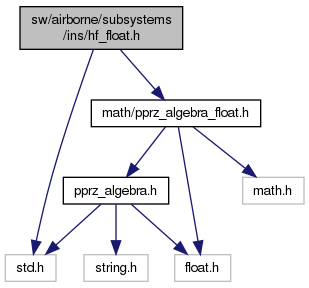 sw/airborne/subsystems
/ins/hf_float.h
math/pprz_algebra_float.h
pprz_algebra.h
math.h
std.h
string.h
float.h